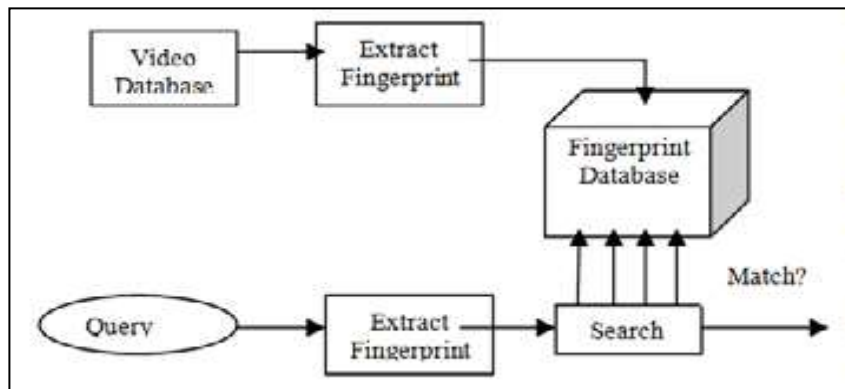 Video
Database
Extract
Fingerprint
Fingerprint
Database
Match?
Query
Extract
Fingerprint
Search